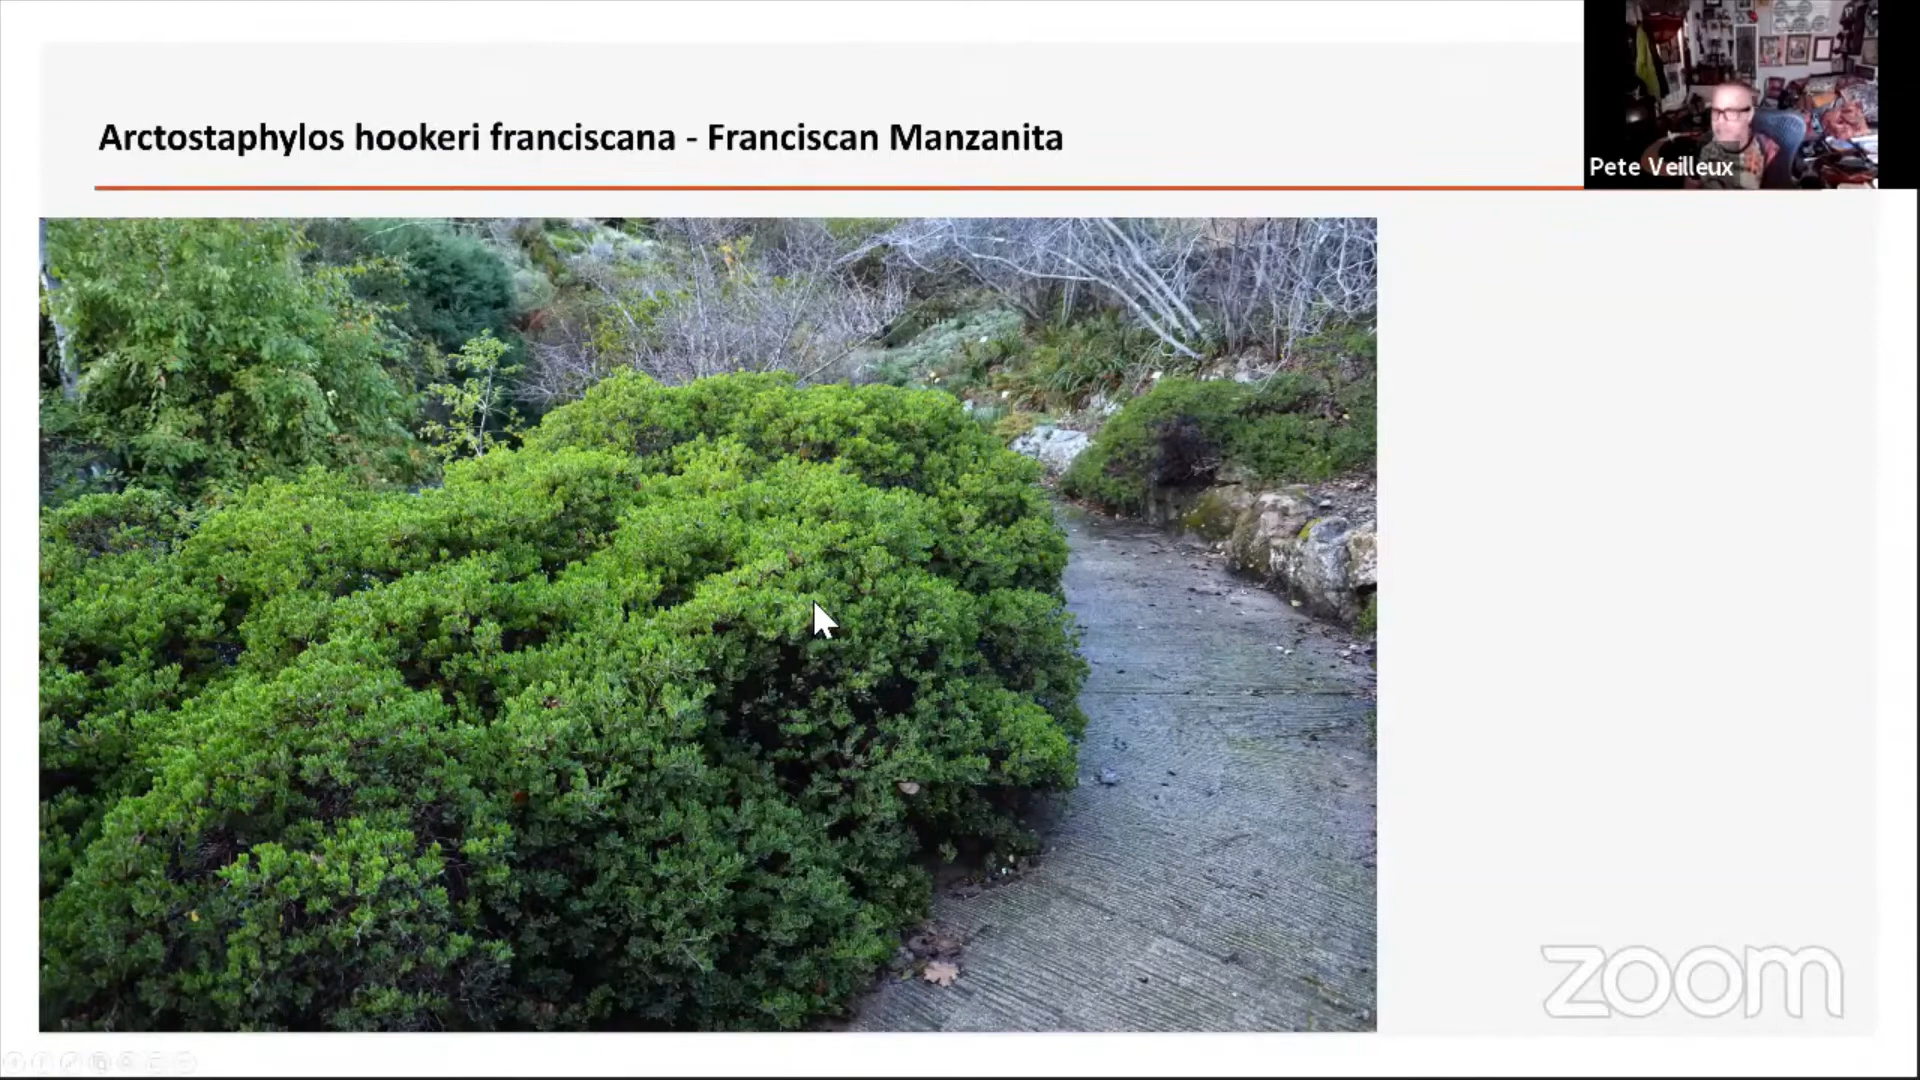 Arctostaphylos hookeri franciscana - Franciscan Manzanita
Pete Veilleux
zoom